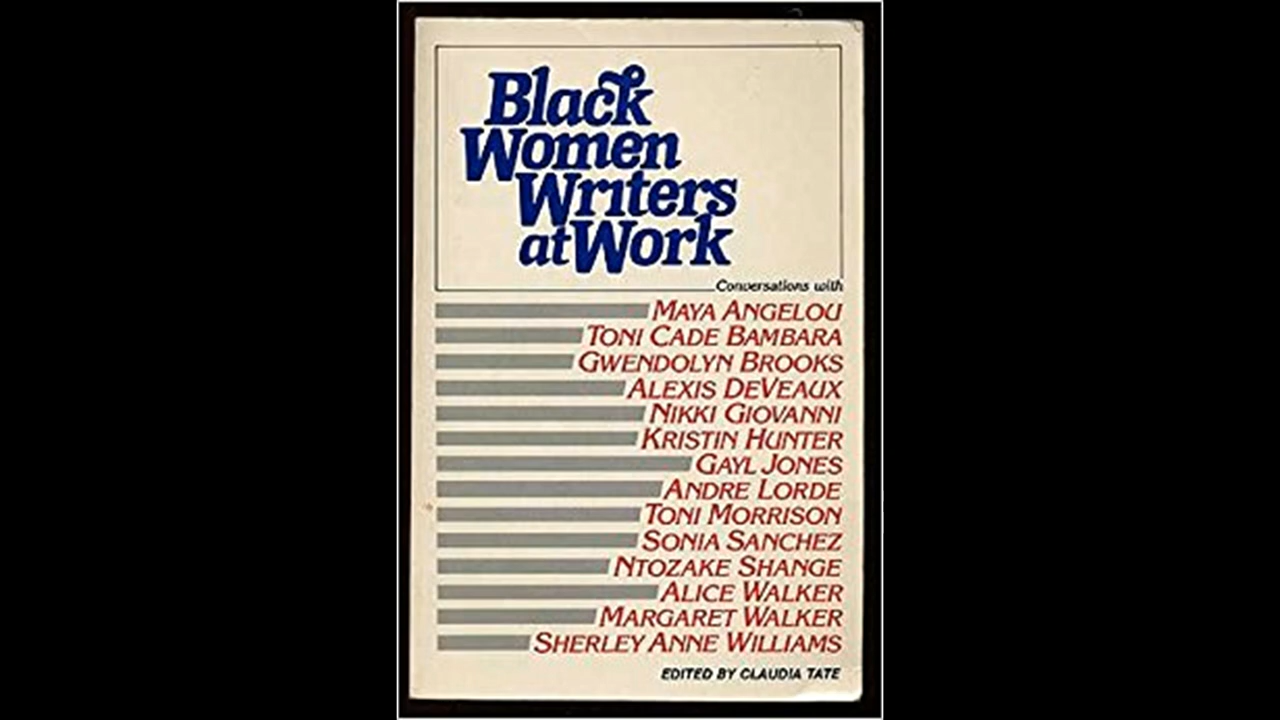 Black
Women
Writers
at Work
Conversations with
MAYA ANGELOU
TONI CADE BAMBARA
GWENDOLYN BROOKS
ALEXIS DEVEAUX
NIKKI GIOVANNI
KRISTIN HUNTER
GAYL JONES
ANDRE LORDE
TONI MORRISON
SONIA SANCHEZ
NTOZAKE SHANGE
ALICE WALKER
MARGARET WALKER
SHERLEY ANNE WILLIAMS
EDITED BY CLAUDIA TATE